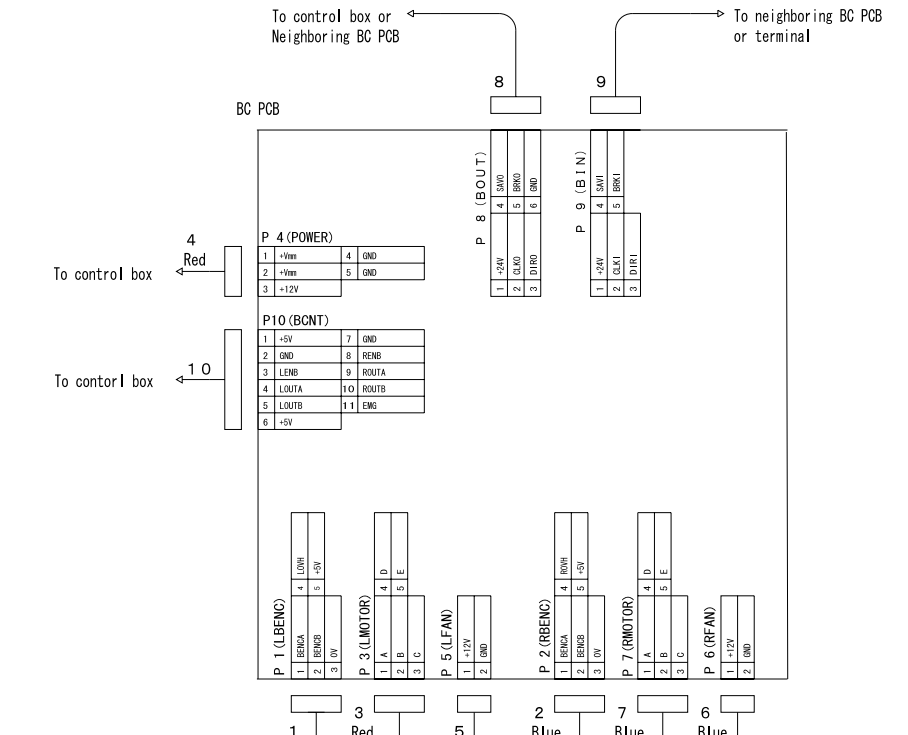 To control box or
Neighboring BC PCB
To neighboring BC PCB
or terminal
8
9
BC PCB
P 8 (BOUT)
4 SAVO
5 BRKO
6 GND
1 +24V
2 CLKO
3 DIRO
P 9 (BIN)
4 SAVI
5 BRKI
1 +24V
2 CLKI
3 DIRI
4
Red
To control box
P 4 (POWER)
1 +Vmm 4 GND
2 +Vmm 5 GND
3 +12V
10
To contorl box
P10 (BCNT)
1 +5V 7 GND
2 GND 8 RENB
3 LENB 9 ROUTA
4 LOUTA 10 ROUTB
5 LOUTB 11 EMG
6 +5V
P 1 (LBENC)
4 LOVH
5 +5V
1 BENCA
2 BENCB
3 0V
P 3 (LMOTOR)
4 D
5 E
1 A
2 B
3 C
P 5 (LFAN)
1 +12V
2 GND
P 2 (RBENC)
4 ROVH
5 +5V
1 BENCA
2 BENCB
3 0V
P 7 (RMOTOR)
4 D
5 E
1 A
2 B
3 C
P 6 (RFAN)
1 +12V
2 GND
1
3
Red
5
2
Blue
7
Blue
6
Blue